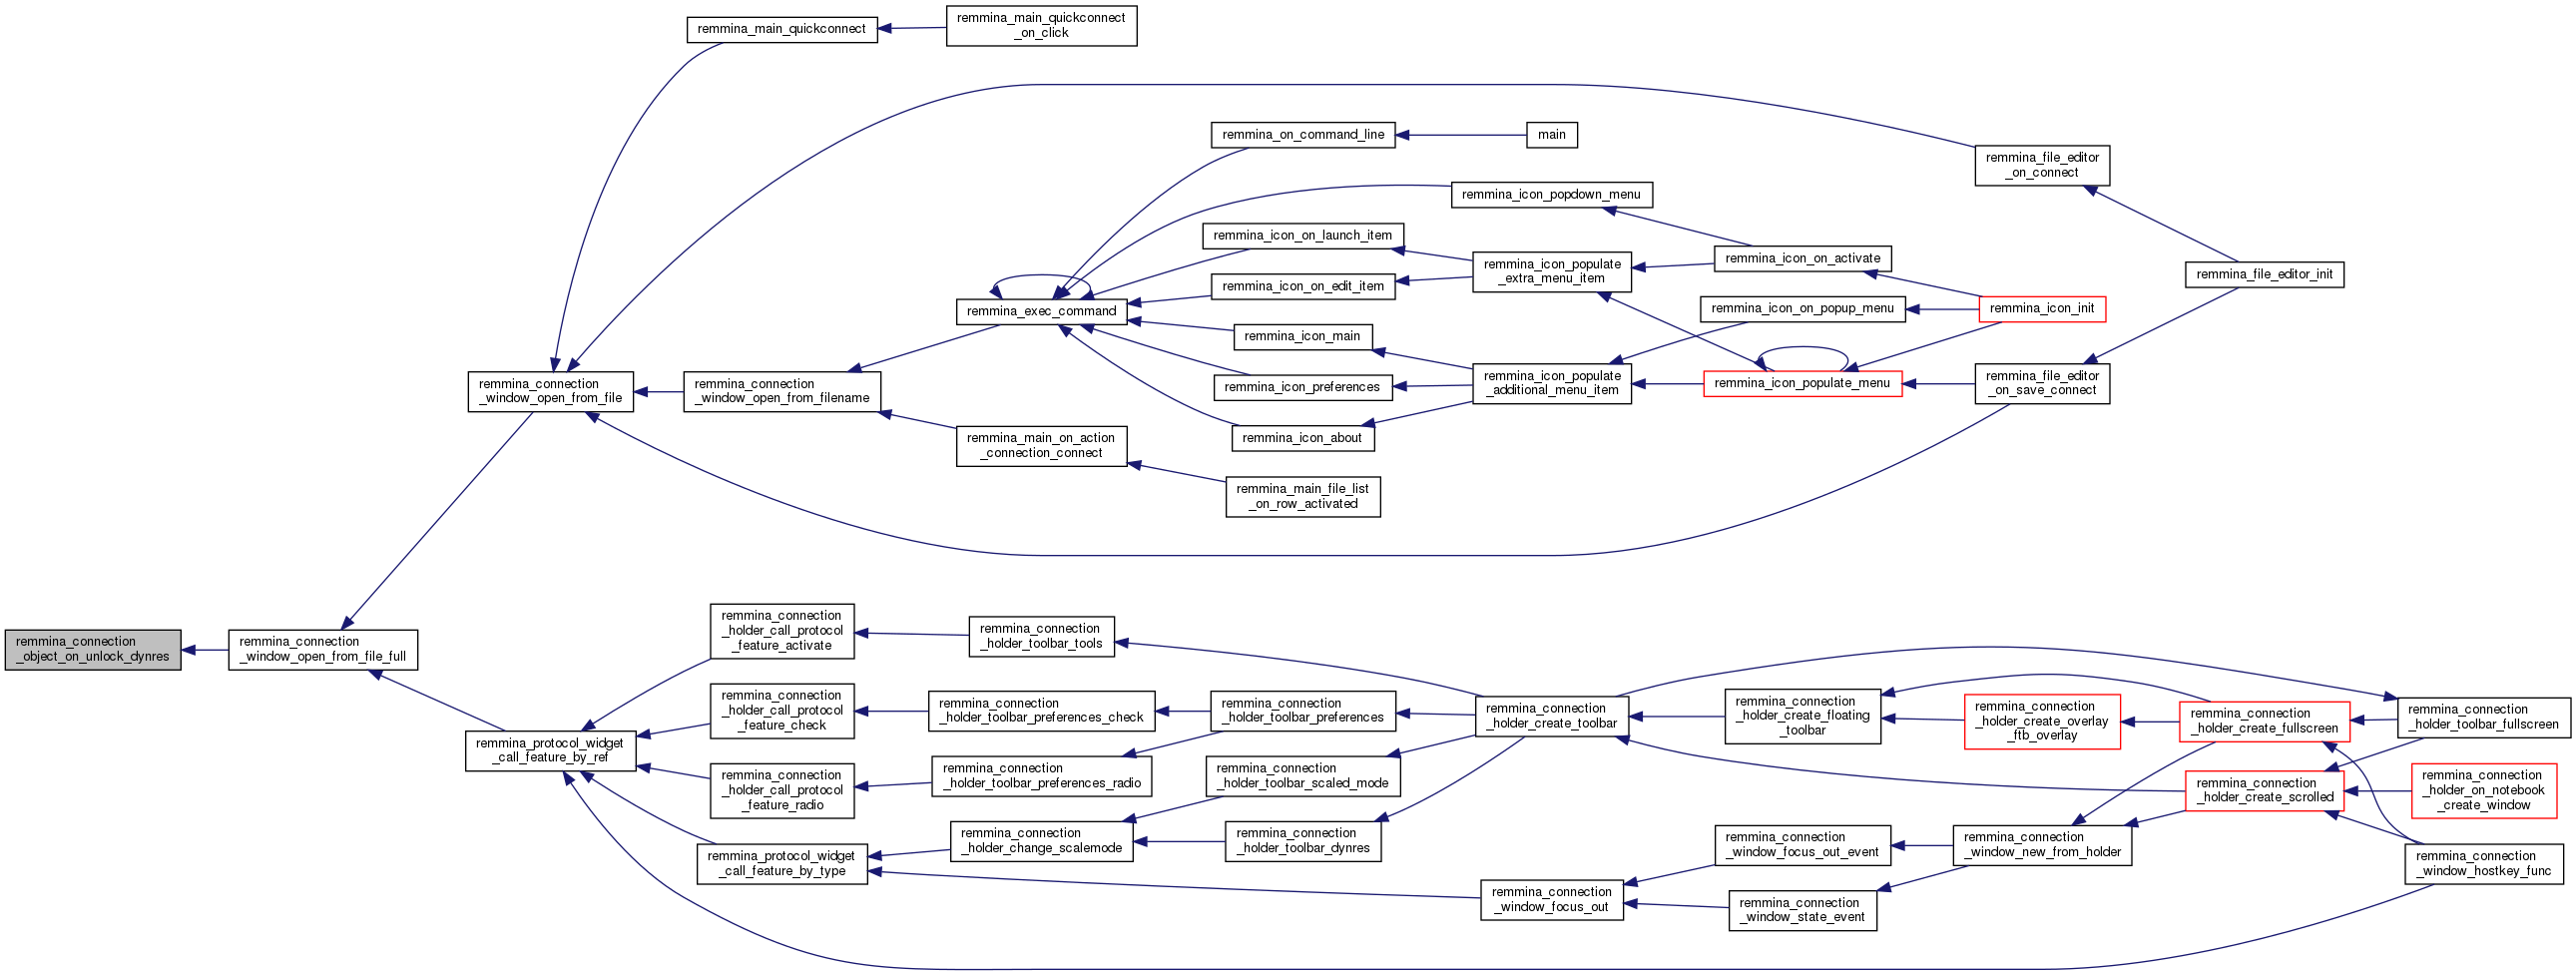 remmina_main_quickconnect
remmina_main_quickconnect
_on_click
remmina_on_command_line
main
remmina_file_editor
_on_connect
remmina_icon_popdown_menu
remmina_icon_on_launch_item
remmina_icon_populate
_extra_menu_item
remmina_icon_on_activate
remmina_file_editor_init
remmina_icon_on_edit_item
remmina_exec_command
remmina_icon_on_popup_menu
remmina_icon_init
remmina_icon_main
remmina_connection
_window_open_from_file
remmina_connection
_window_open_from_filename
remmina_icon_preferences
remmina_icon_populate
_additional_menu_item
remmina_icon_populate_menu
remmina_file_editor
_on_save_connect
remmina_icon_about
remmina_main_on_action
_connection_connect
remmina_main_file_list
_on_row_activated
remmina_connection
_object_on_unlock_dynres
remmina_connection
_window_open_from_file_full
remmina_connection
_holder_call_protocol
_feature_activate
remmina_connection
_holder_toolbar_tools
remmina_connection
_holder_call_protocol
_feature_check
remmina_connection
_holder_toolbar_preferences_check
remmina_connection
_holder_toolbar_preferences
remmina_connection
_holder_create_toolbar
remmina_connection
_holder_create_floating
_toolbar
remmina_connection
_holder_create_overlay
_ftb_overlay
remmina_connection
_holder_create_fullscreen
remmina_connection
_holder_toolbar_fullscreen
remmina_protocol_widget
_call_feature_by_ref
remmina_connection
_holder_call_protocol
_feature_radio
remmina_connection
_holder_toolbar_preferences_radio
remmina_connection
_holder_toolbar_scaled_mode
remmina_connection
_holder_create_scrolled
remmina_connection
_holder_on_notebook
_create_window
remmina_protocol_widget
_call_feature_by_type
remmina_connection
_holder_change_scalemode
remmina_connection
_holder_toolbar_dynres
remmina_connection
_window_focus_out_event
remmina_connection
_window_new_from_holder
remmina_connection
_window_hostkey_func
remmina_connection
_window_focus_out
remmina_connection
_window_state_event